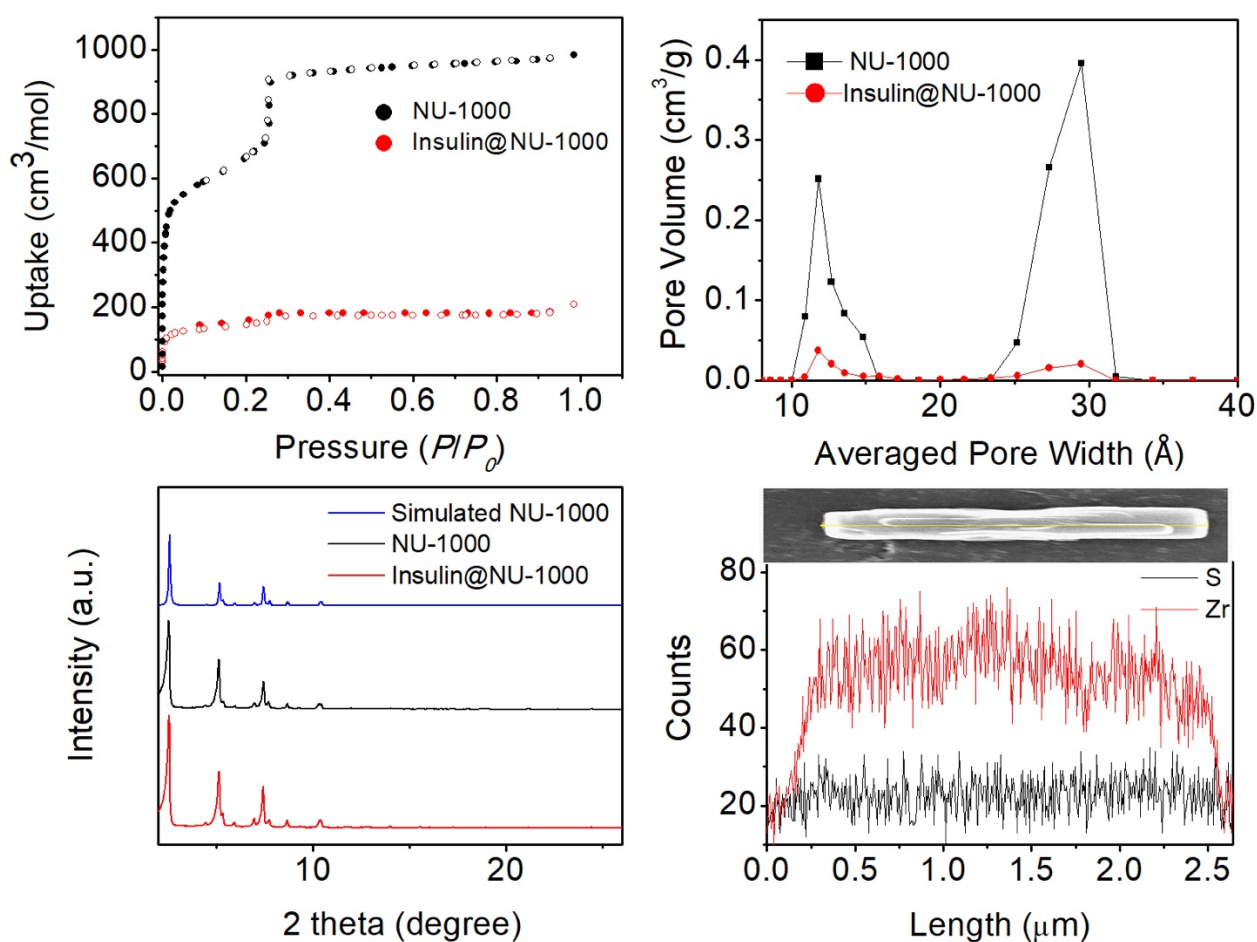 1000
800
600
400
200
0
Uptake (cm³/mol)
NU-1000
Insulin@NU-1000
0.0 0.2 0.4 0.6 0.8 1.0
Pressure (P/P₀)
0.4
0.3
0.2
0.1
0.0
Pore Volume (cm³/g)
NU-1000
Insulin@NU-1000
10 20 30 40
Averaged Pore Width (Å)
Intensity (a.u.)
Simulated NU-1000
NU-1000
Insulin@NU-1000
10 20
2 theta (degree)
80
60
40
20
Counts
S
Zr
0.0 0.5 1.0 1.5 2.0 2.5
Length (μm)